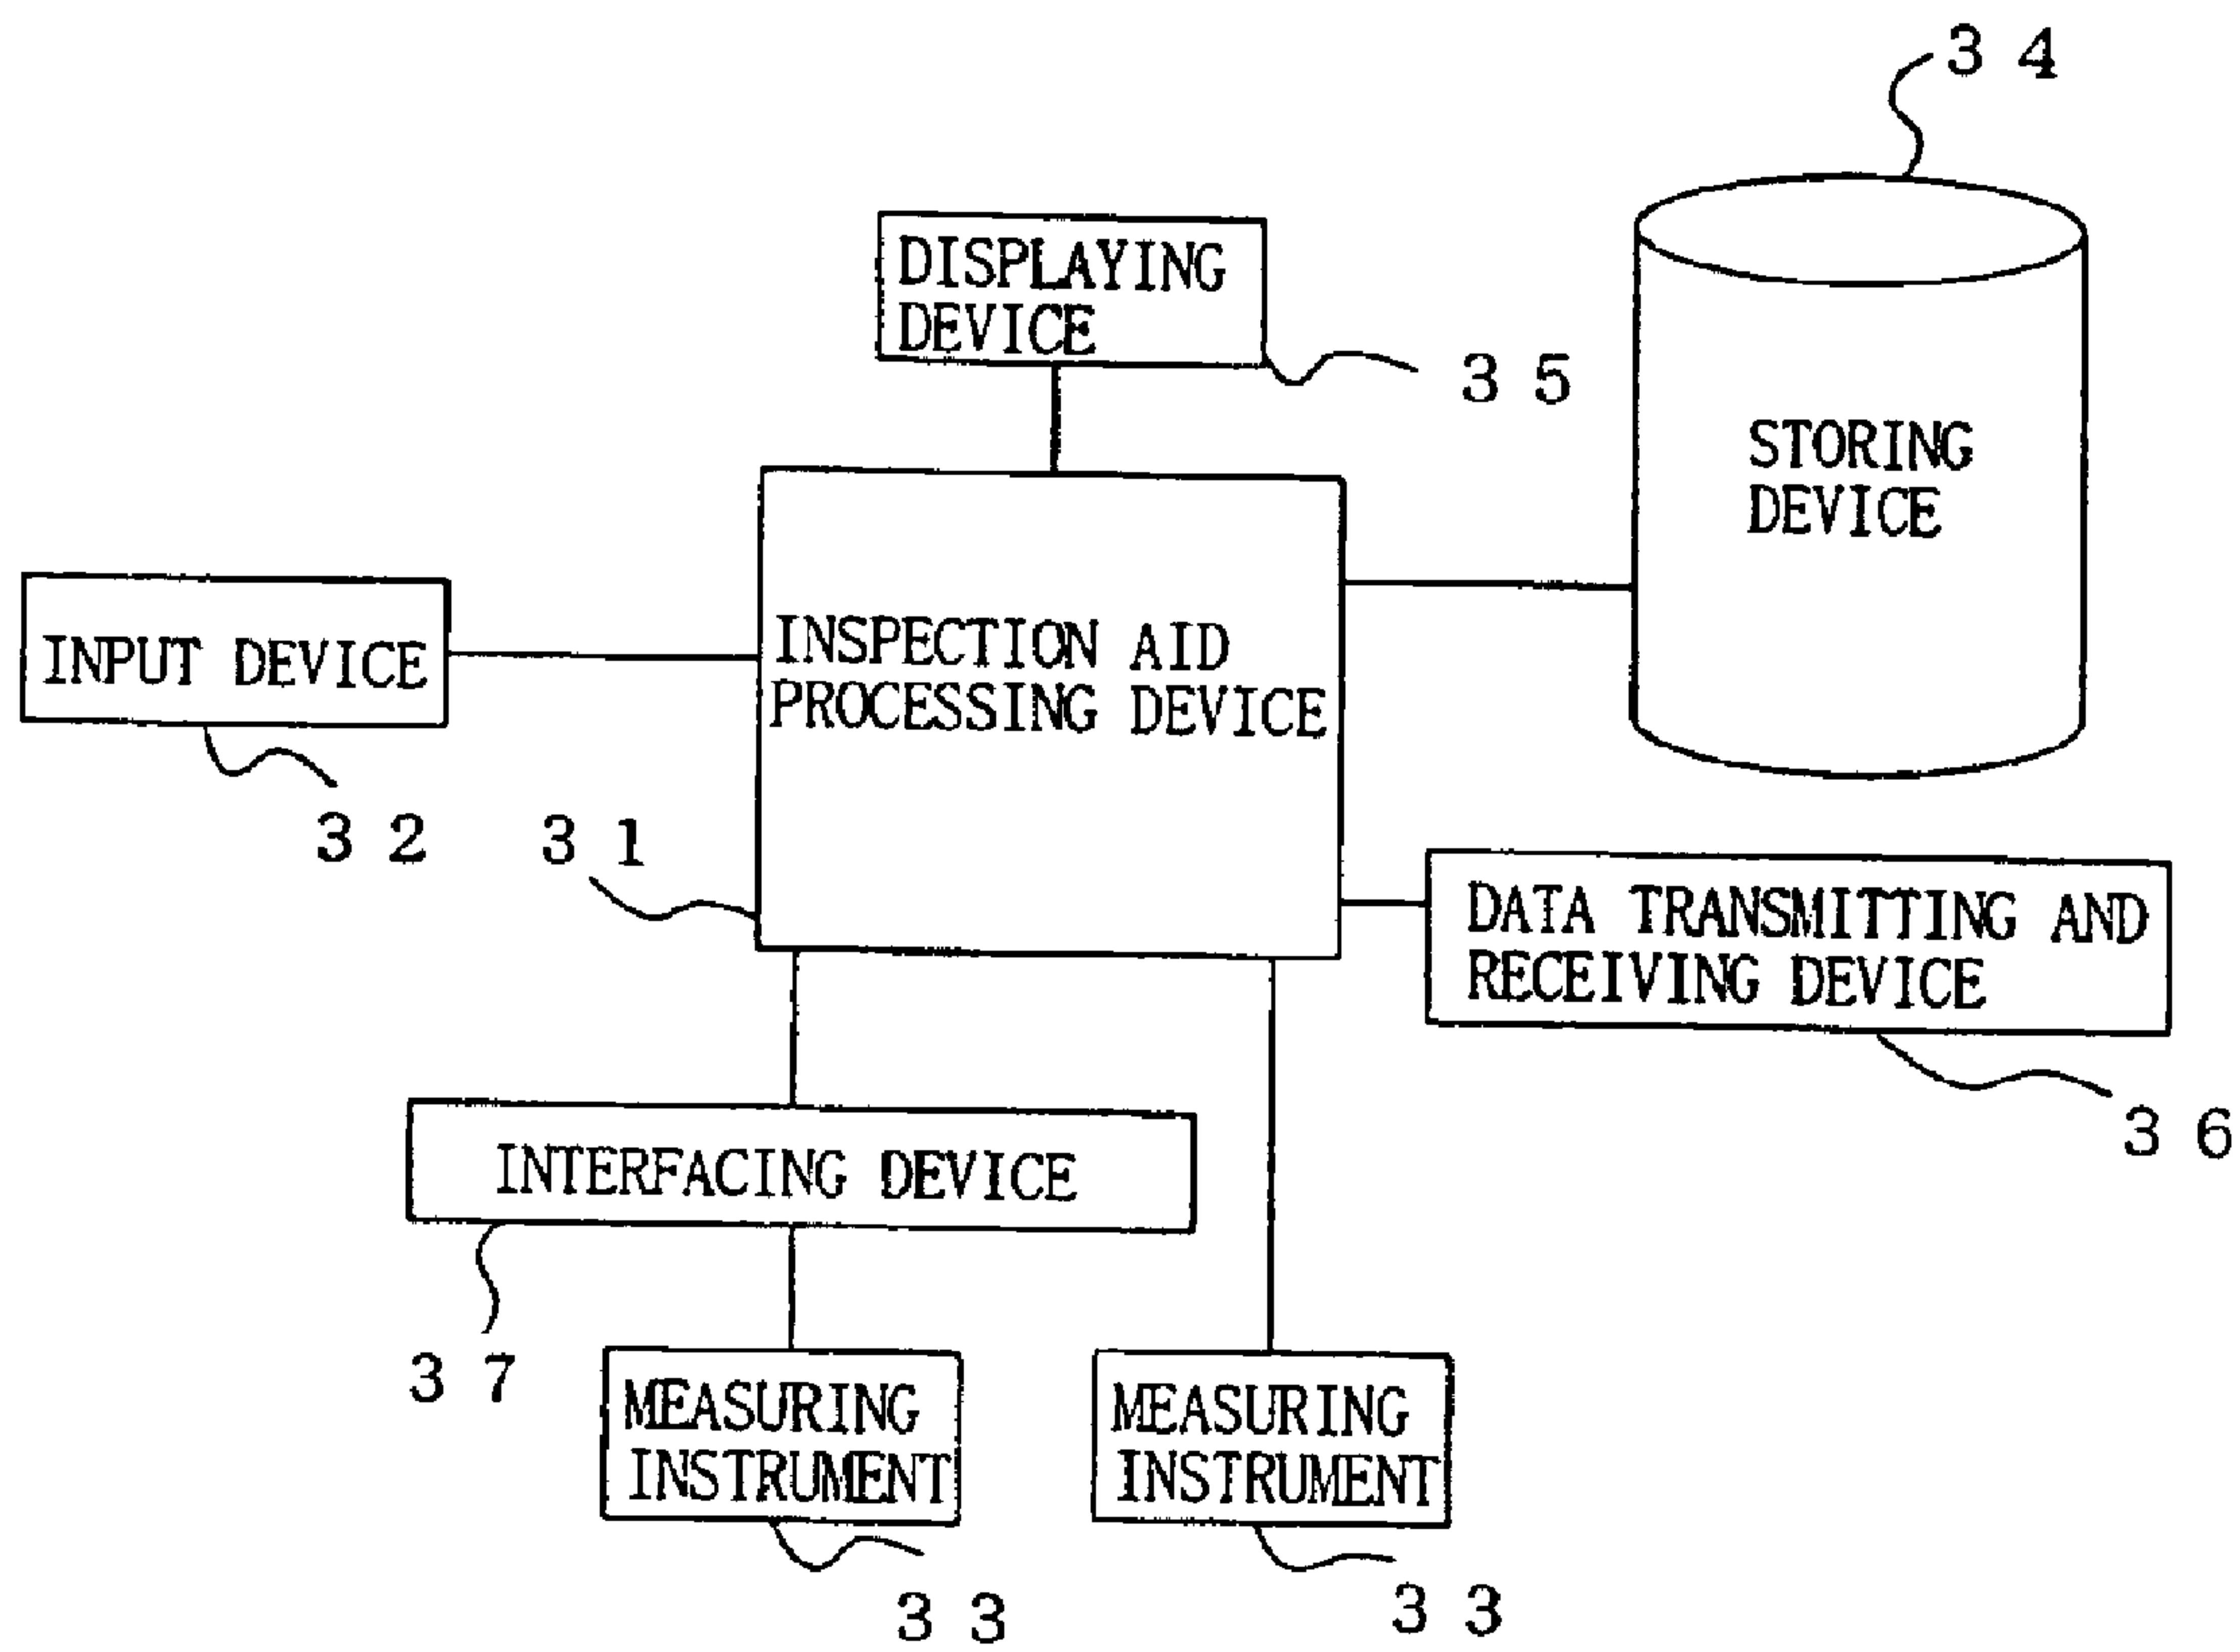 3 4
DISPLAYING
DEVICE
3 5
STORING
DEVICE
INPUT DEVICE
3 2
INSPECTION AID
PROCESSING DEVICE
3 1
DATA TRANSMITTING AND
RECEIVING DEVICE
3 6
INTERFACING DEVICE
3 7
MEASURING
INSTRUMENT
3 3
MEASURING
INSTRUMENT
3 3